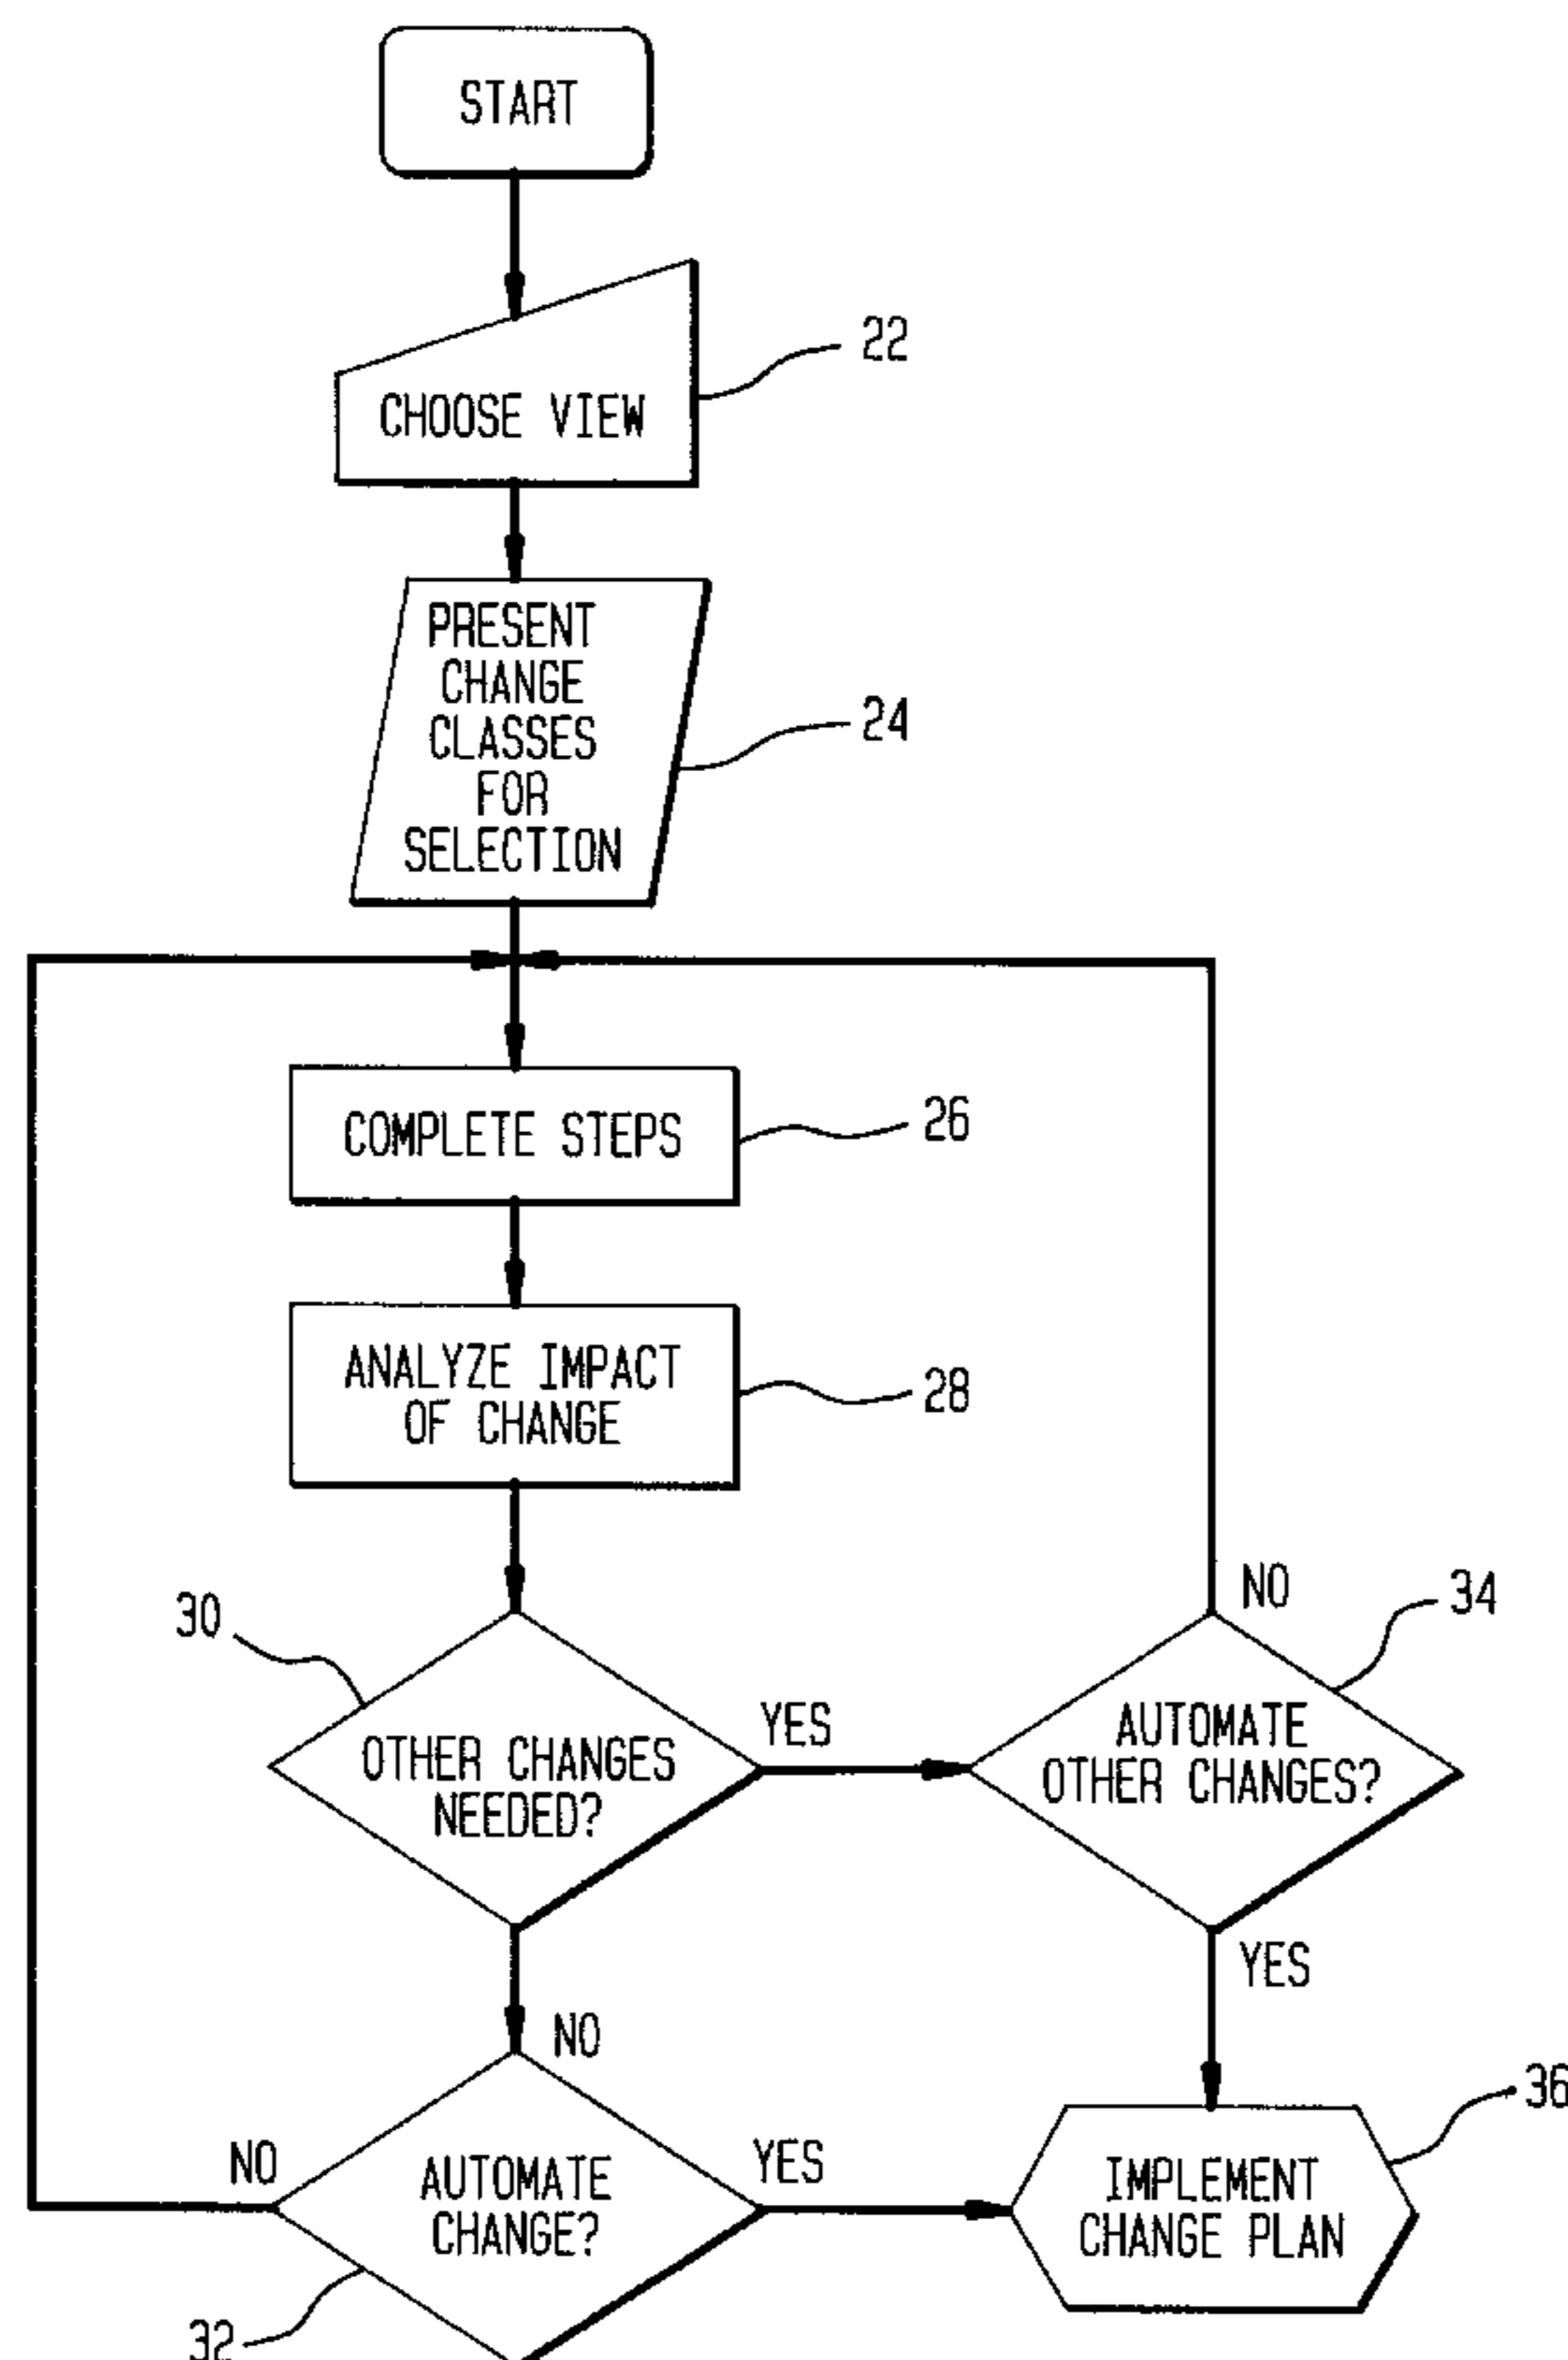 START
22
CHOOSE VIEW
PRESENT
CHANGE
CLASSES
FOR
SELECTION
24
COMPLETE STEPS
26
ANALYZE IMPACT
OF CHANGE
28
30
OTHER CHANGES
NEEDED?
YES
NO
34
AUTOMATE
OTHER CHANGES?
YES
NO
NO
AUTOMATE
CHANGE?
YES
32
36
IMPLEMENT
CHANGE PLAN